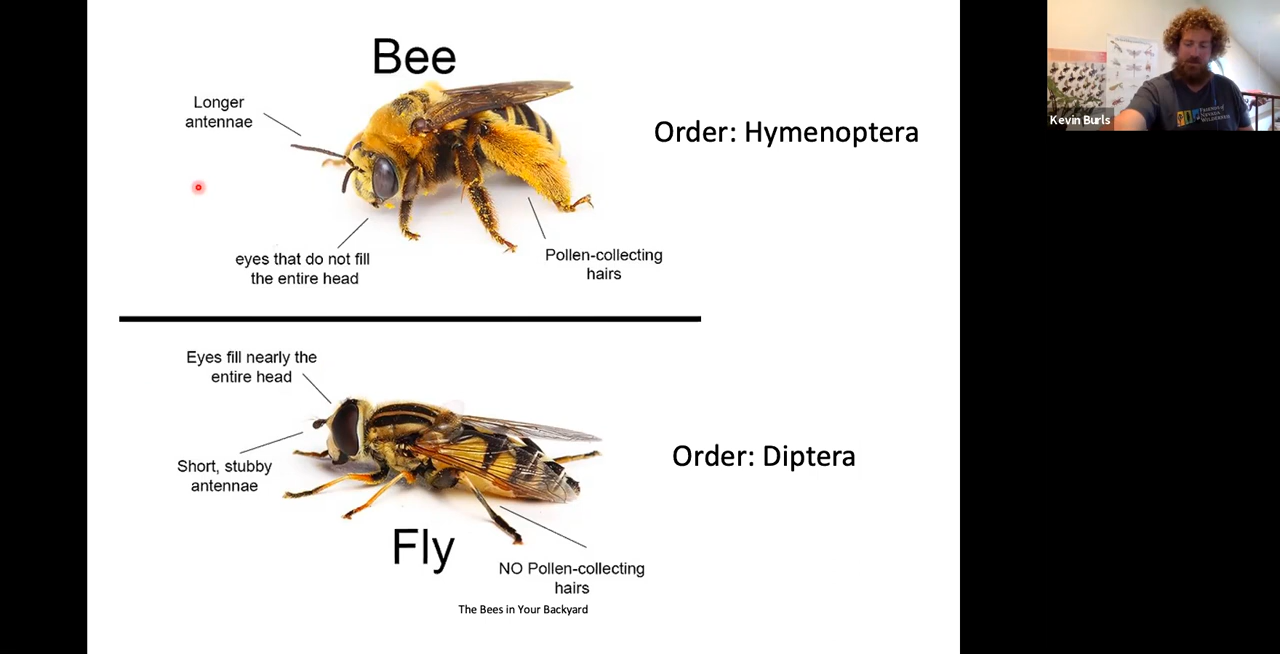 Bee
Longer
antennae
Order: Hymenoptera
eyes that do not fill
the entire head
Pollen-collecting
hairs
Eyes fill nearly the
entire head
Short, stubby
antennae
Order: Diptera
Fly
NO Pollen-collecting
hairs
The Bees in Your Backyard
Kevin Burls